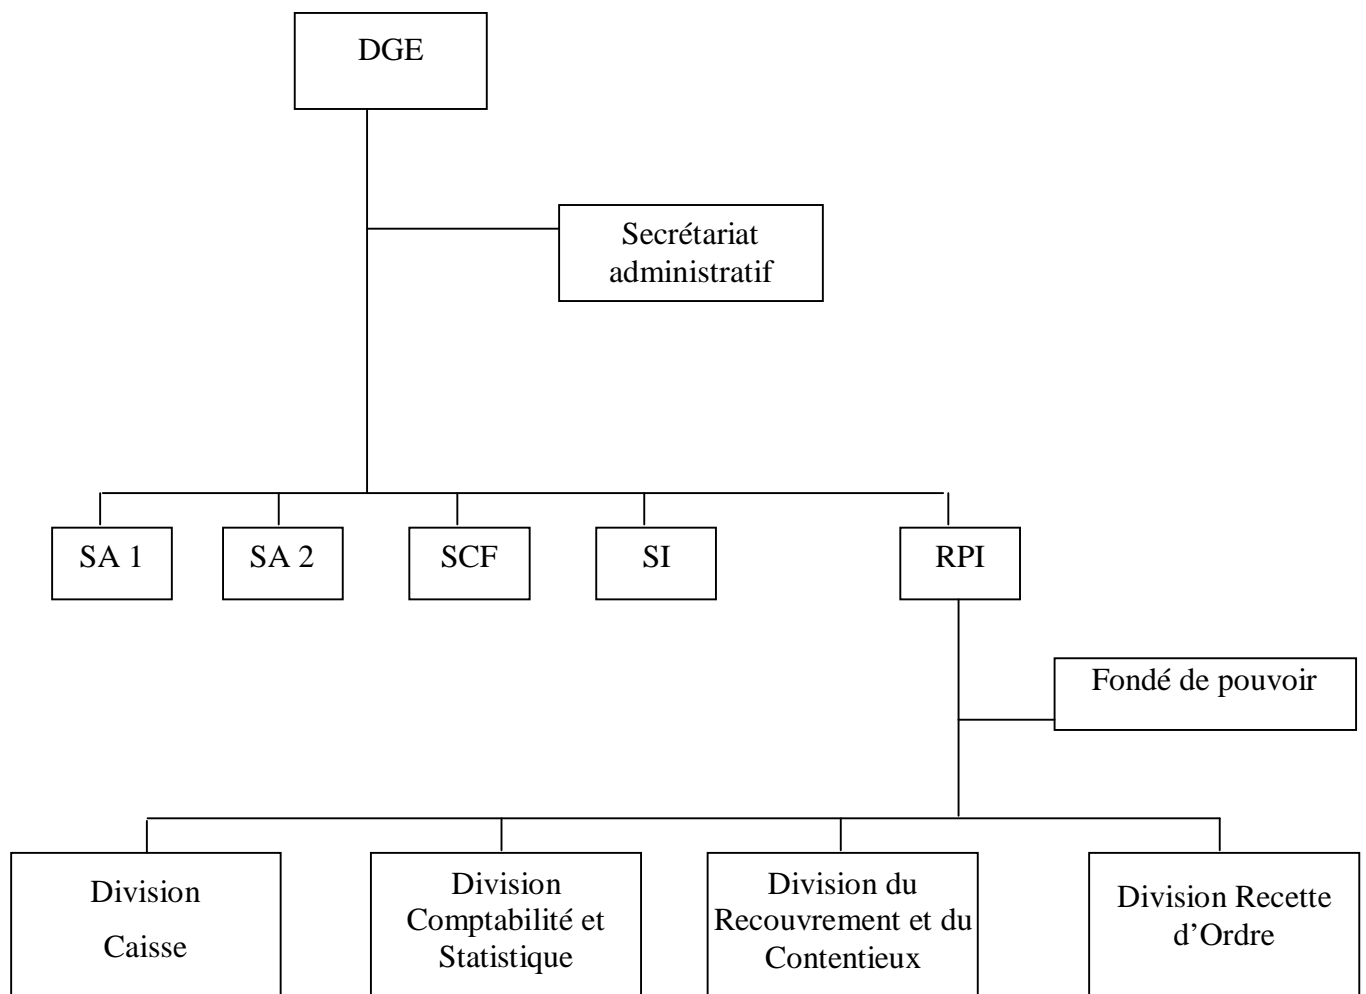 DGE
Secrétariat
administratif
SA 1
SA 2
SCF
SI
RPI
Fondé de pouvoir
Division
Caisse
Division
Comptabilité et
Statistique
Division du
Recouvrement et du
Contentieux
Division Recette
d’Ordre